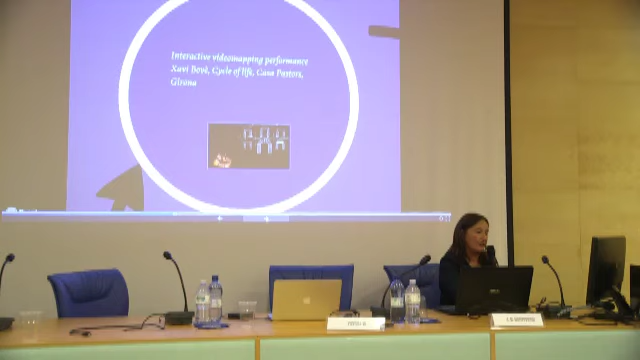 Interactive videomapping performance
Xavi Bové, Cycle of life, Casa Pastors,
Girona